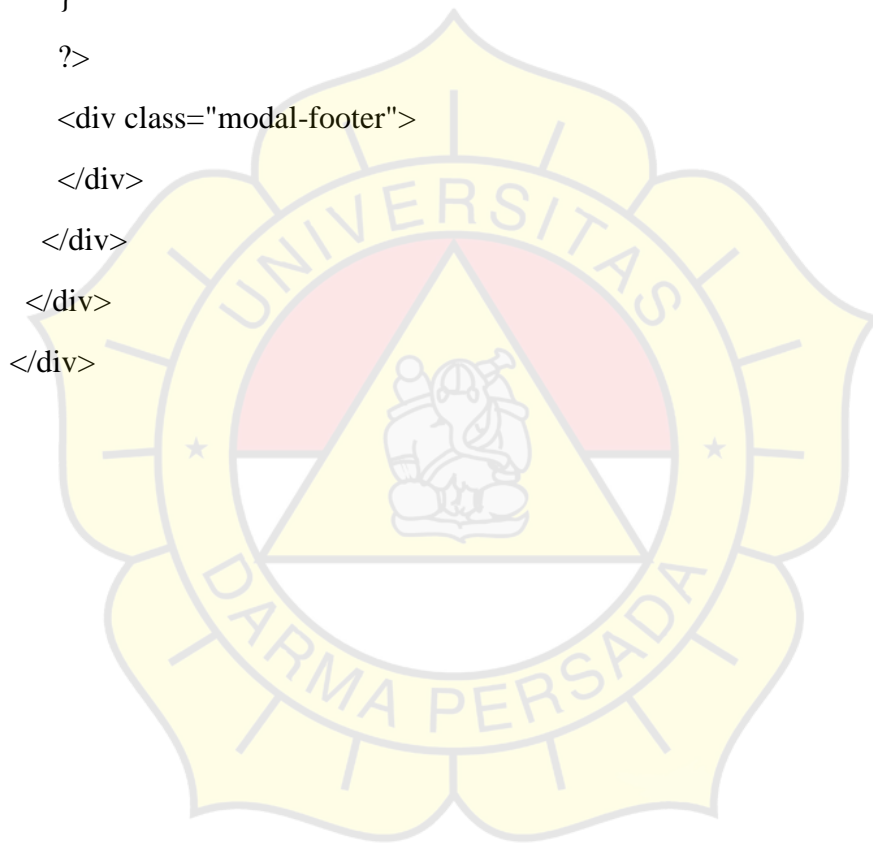 }
?>
<div class="modal-footer">
</div>
</div>
</div>
</div>
UNIVERSITAS
DARMA PERSADA